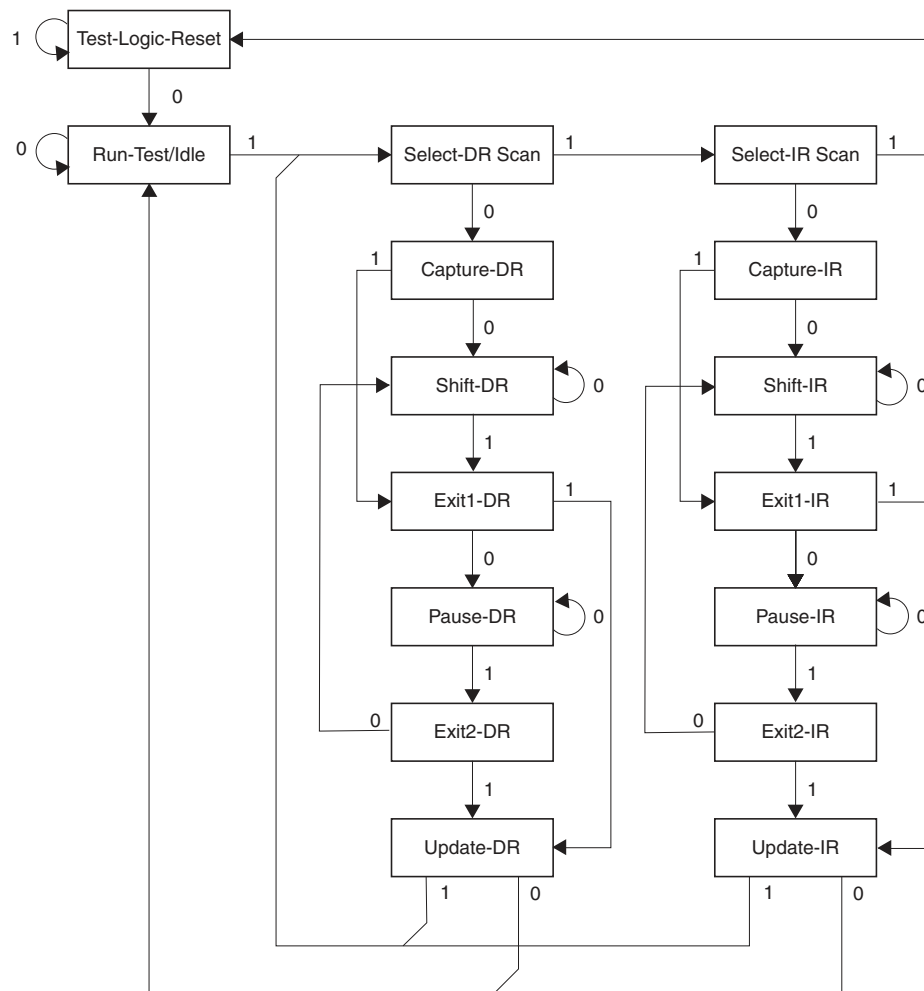 1 Test-Logic-Reset
0
0 Run-Test/Idle 1 Select-DR Scan 1 Select-IR Scan 1
0 0
1 Capture-DR 1 Capture-IR
0 0
Shift-DR 0 Shift-IR 0
1 1
Exit1-DR 1 Exit1-IR 1
0 0
Pause-DR 0 Pause-IR 0
1 1
0 Exit2-DR 0 Exit2-IR
1 1
Update-DR Update-IR
1 0 1 0